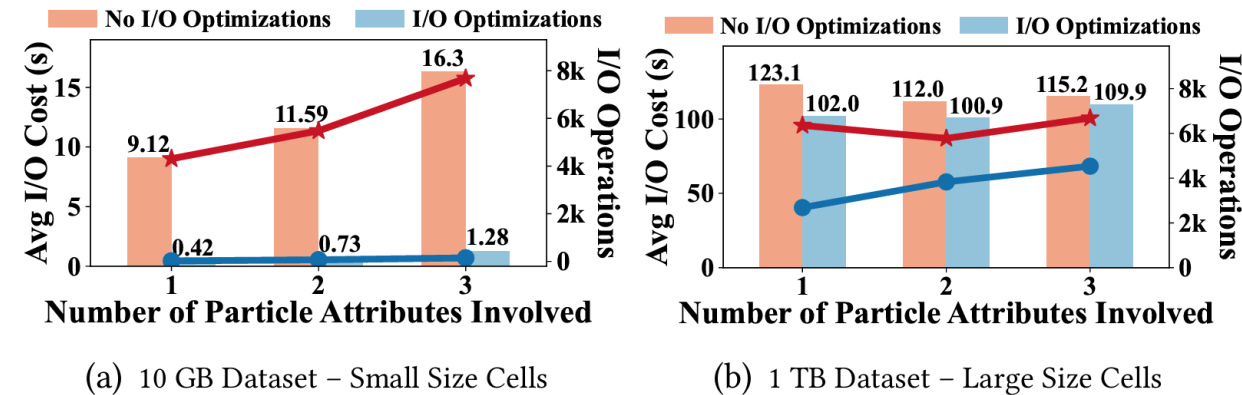 No I/O Optimizations I/O Optimizations
Avg I/O Cost (s)
15
10
5
0
9.12
11.59
16.3
0.42
0.73
1.28
8k
6k
4k
2k
0
I/O Operations
1 2 3
Number of Particle Attributes Involved
(a) 10 GB Dataset – Small Size Cells
No I/O Optimizations I/O Optimizations
Avg I/O Cost (s)
100
50
0
123.1
102.0
112.0
100.9
115.2
109.9
8k
6k
4k
2k
0
I/O Operations
1 2 3
Number of Particle Attributes Involved
(b) 1 TB Dataset – Large Size Cells